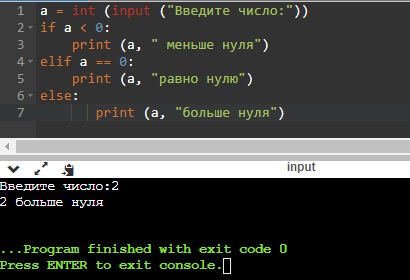 1 a = int (input ("Введите число:"))
2 if a < 0:
3     print (a, " меньше нуля")
4 elif a == 0:
5     print (a, "равно нулю")
6 else:
7         print (a, "больше нуля")
input
Введите число:2
2 больше нуля
...Program finished with exit code 0
Press ENTER to exit console.